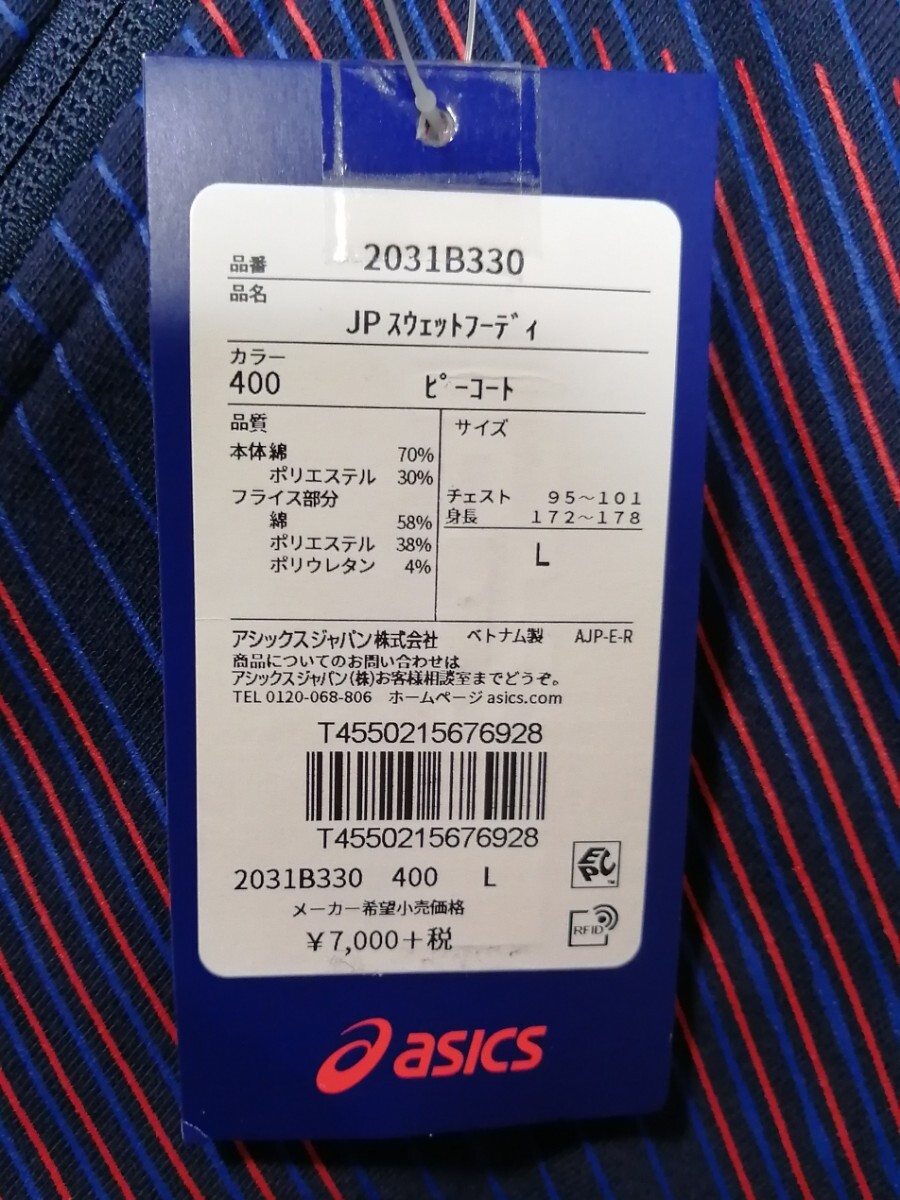 品番 2031B330
品名
JP ｽｳｪｯﾄﾌｰﾃﾞｨ
カラー
400 ﾋﾟｰｺｰﾄ
品質
本体 綿 70%
ポリエステル 30%
フライス部分
綿 58%
ポリエステル 38%
ポリウレタン 4%
サイズ
チェスト ９５～１０１
身長 １７２～１７８
L
アシックスジャパン株式会社 ベトナム製 AJP-E-R
商品についてのお問い合わせは
アシックスジャパン(株)お客様相談室までどうぞ。
TEL 0120-068-806 ホームページ asics.com
T4550215676928
T4550215676928
2031B330 400 L
メーカー希望小売価格
￥7,000＋税
EPC
™
RFID
asics